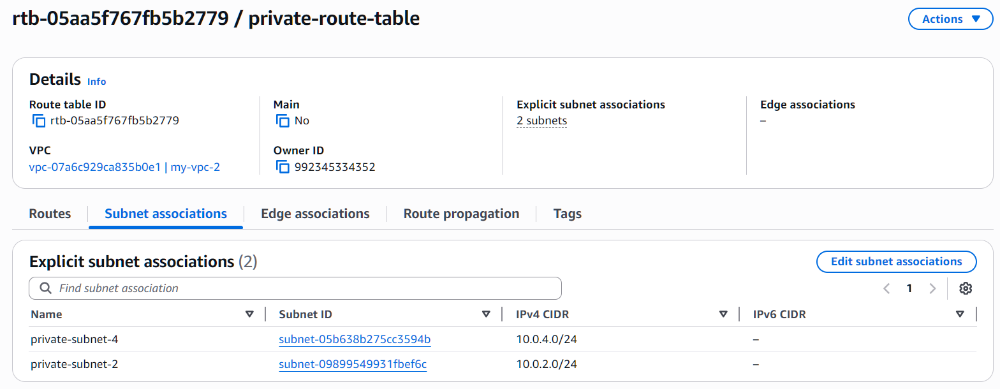 rtb-05aa5f767fb5b2779 / private-route-table
Actions
Details Info
Route table ID
rtb-05aa5f767fb5b2779
Main
No
Explicit subnet associations
2 subnets
Edge associations
–
VPC
vpc-07a6c929ca835b0e1 | my-vpc-2
Owner ID
992345334352
Routes Subnet associations Edge associations Route propagation Tags
Explicit subnet associations (2)
Edit subnet associations
Find subnet association
1
Name Subnet ID IPv4 CIDR IPv6 CIDR
private-subnet-4 subnet-05b638b275cc3594b 10.0.4.0/24 –
private-subnet-2 subnet-09899549931fbef6c 10.0.2.0/24 –